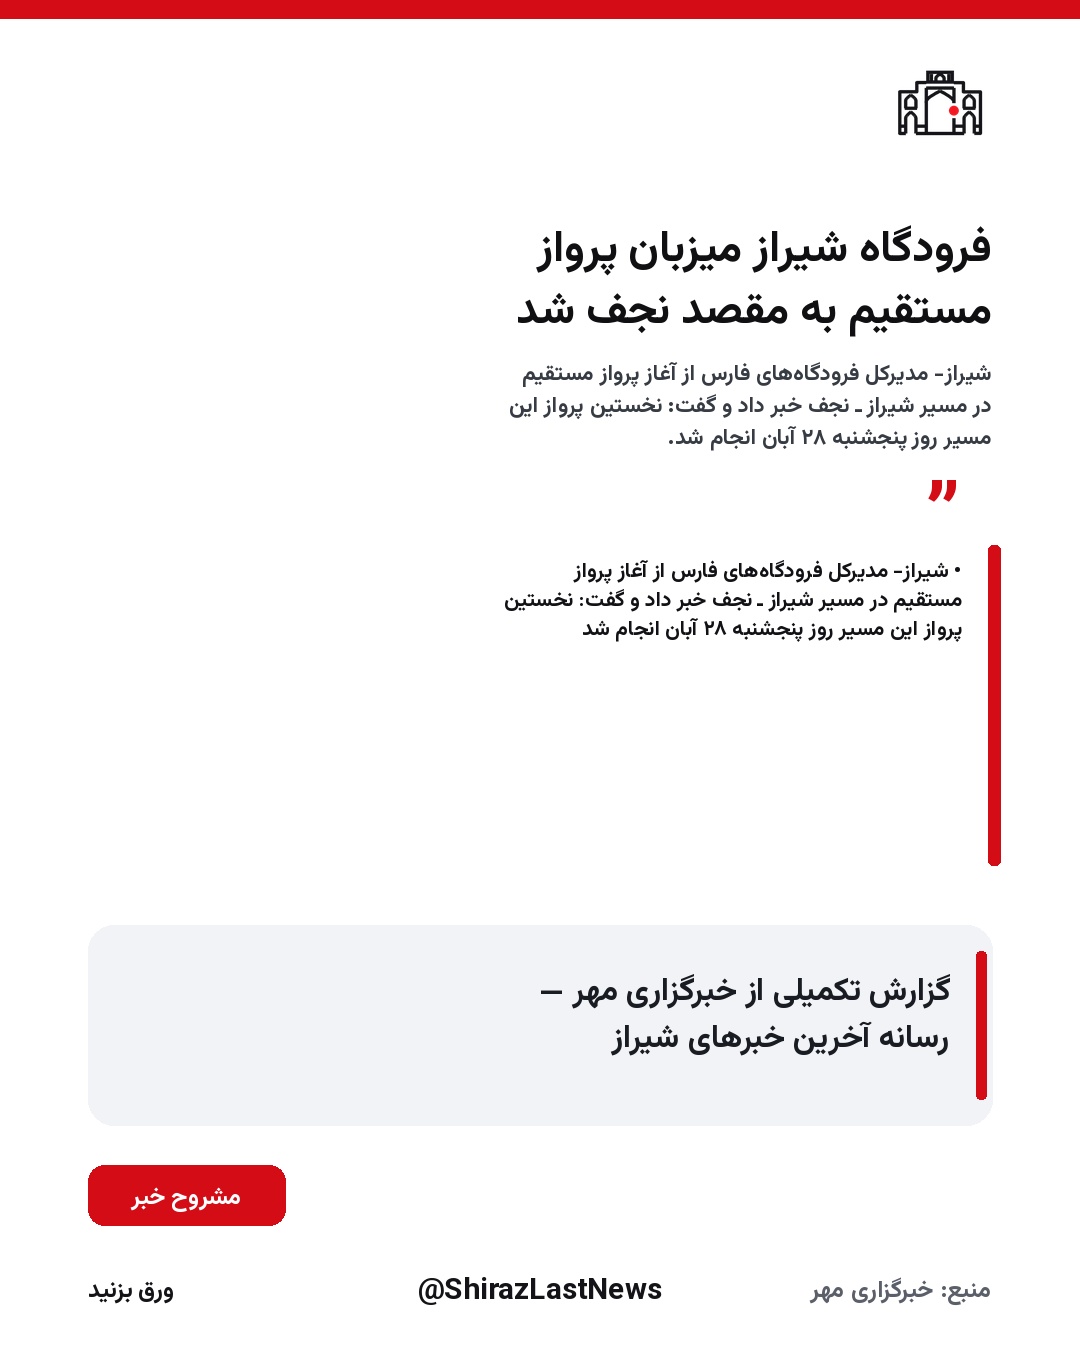 فرودگاه شیراز میزبان پرواز
مستقیم به مقصد نجف شد
شیراز- مدیرکل فرودگاه‌های فارس از آغاز پرواز مستقیم
در مسیر شیراز ـ نجف خبر داد و گفت: نخستین پرواز این
مسیر روز پنجشنبه ۲۸ آبان انجام شد.
”
• شیراز- مدیرکل فرودگاه‌های فارس از آغاز پرواز
مستقیم در مسیر شیراز ـ نجف خبر داد و گفت: نخستین
پرواز این مسیر روز پنجشنبه ۲۸ آبان انجام شد
گزارش تکمیلی از خبرگزاری مهر —
رسانه آخرین خبرهای شیراز
مشروح خبر
منبع: خبرگزاری مهر
@ShirazLastNews
ورق بزنید